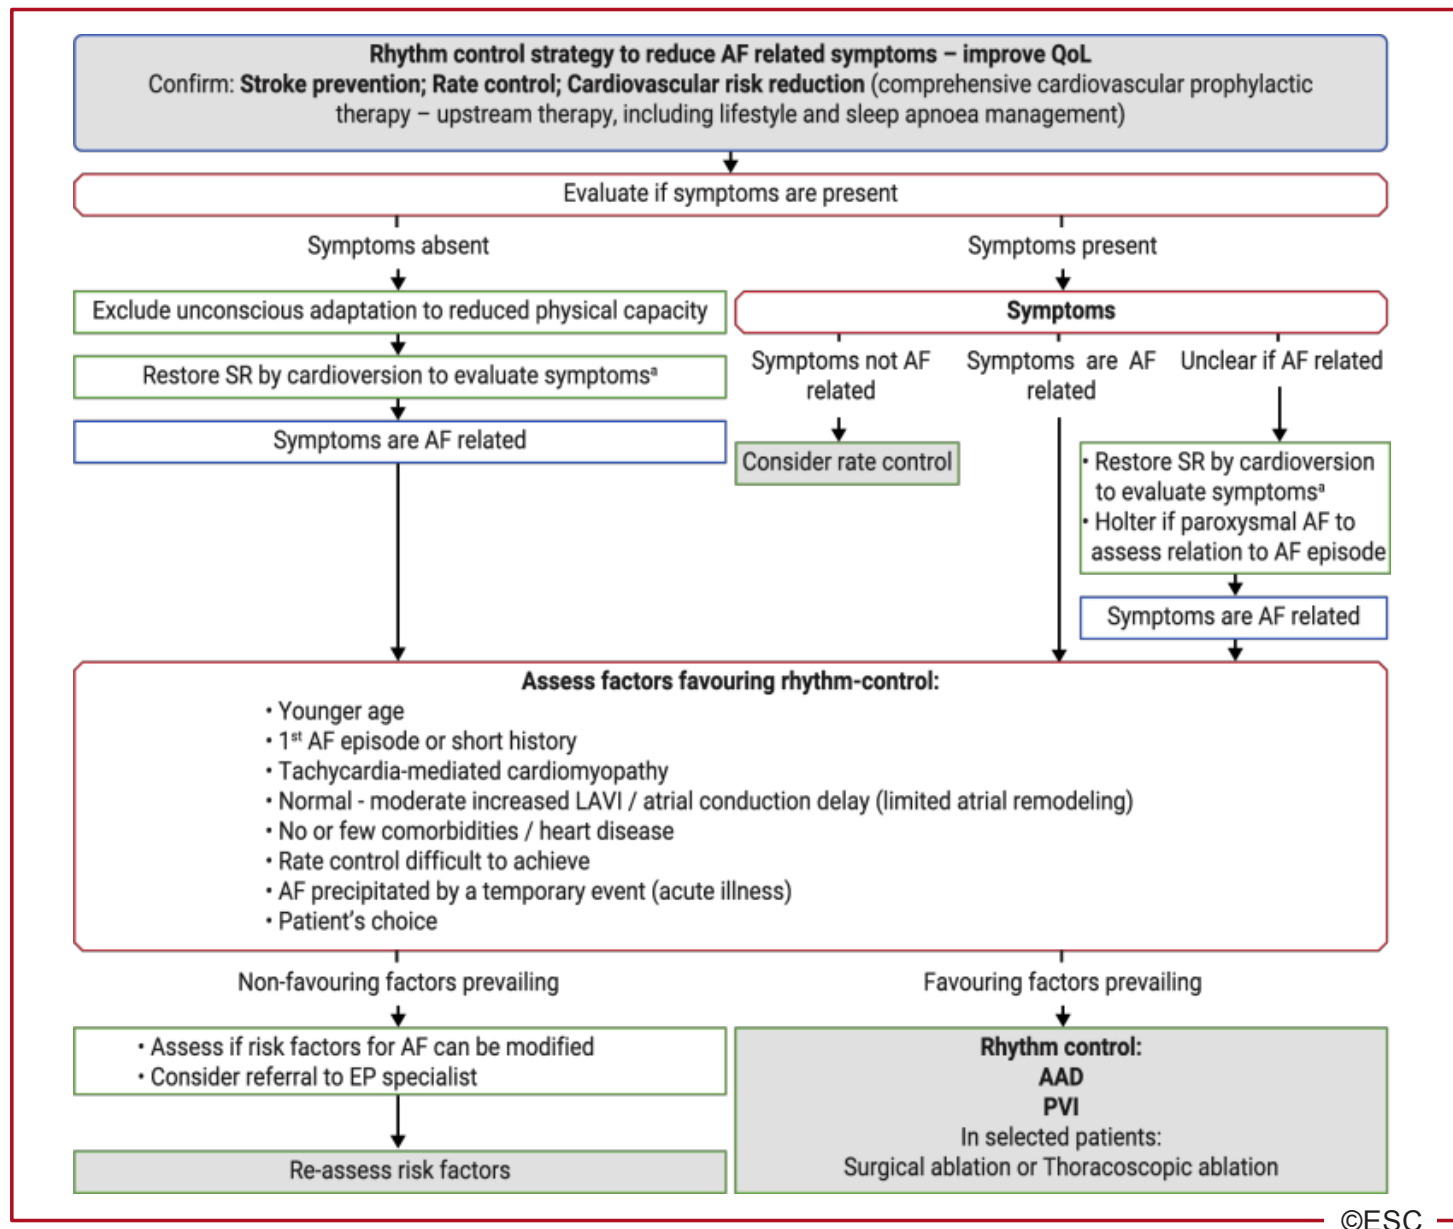 Rhythm control strategy to reduce AF related symptoms – improve QoL
Confirm: Stroke prevention; Rate control; Cardiovascular risk reduction (comprehensive cardiovascular prophylactic
therapy – upstream therapy, including lifestyle and sleep apnoea management)
Evaluate if symptoms are present
Symptoms absent
Symptoms present
Exclude unconscious adaptation to reduced physical capacity
Restore SR by cardioversion to evaluate symptomsᵃ
Symptoms are AF related
Symptoms
Symptoms not AF
related
Symptoms are AF
related
Unclear if AF related
Consider rate control
• Restore SR by cardioversion
to evaluate symptomsᵃ
• Holter if paroxysmal AF to
assess relation to AF episode
Symptoms are AF related
Assess factors favouring rhythm-control:
• Younger age
• 1ˢᵗ AF episode or short history
• Tachycardia-mediated cardiomyopathy
• Normal - moderate increased LAVI / atrial conduction delay (limited atrial remodeling)
• No or few comorbidities / heart disease
• Rate control difficult to achieve
• AF precipitated by a temporary event (acute illness)
• Patient's choice
Non-favouring factors prevailing
Favouring factors prevailing
• Assess if risk factors for AF can be modified
• Consider referral to EP specialist
Re-assess risk factors
Rhythm control:
AAD
PVI
In selected patients:
Surgical ablation or Thoracoscopic ablation
©ESC